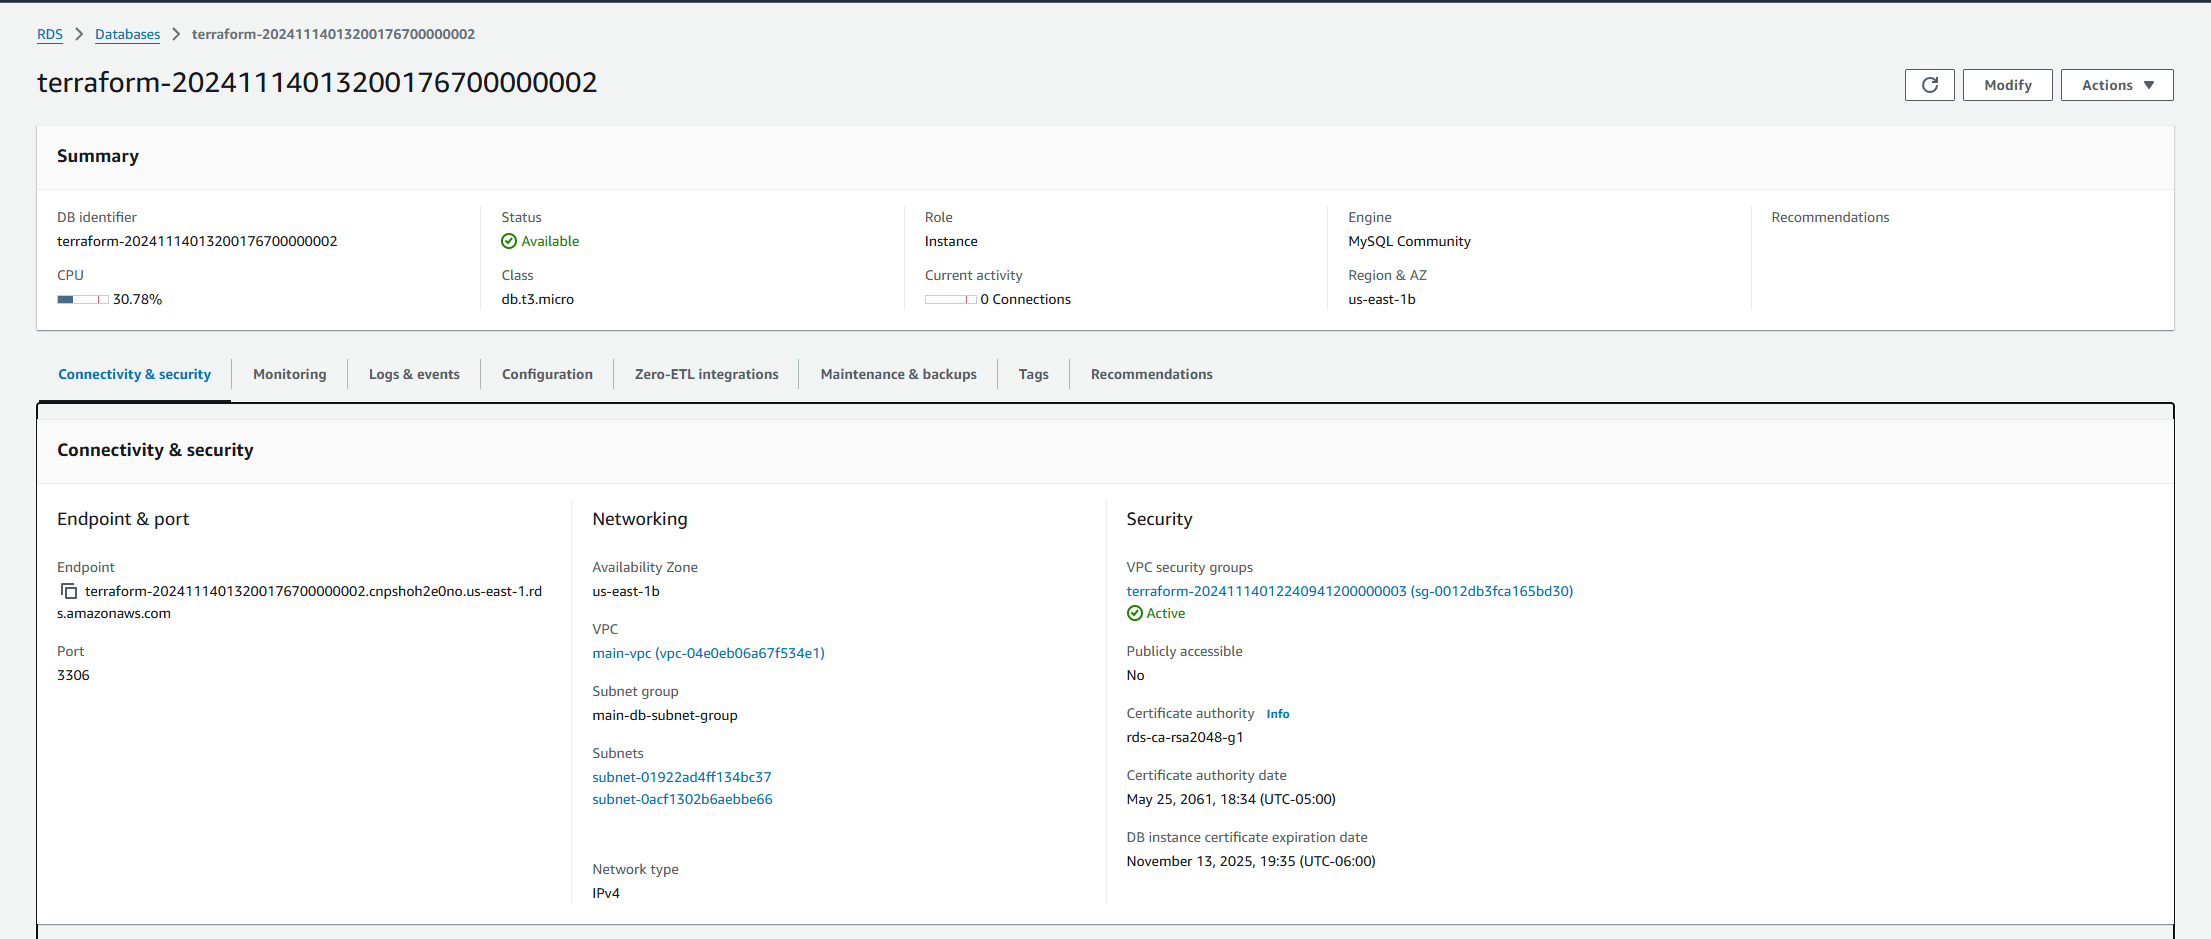 RDS > Databases > terraform-20241114013200176700000002
terraform-20241114013200176700000002
Modify
Actions
Summary
DB identifier
terraform-20241114013200176700000002
CPU
30.78%
Status
Available
Class
db.t3.micro
Role
Instance
Current activity
0 Connections
Engine
MySQL Community
Region & AZ
us-east-1b
Recommendations
Connectivity & security
Monitoring
Logs & events
Configuration
Zero-ETL integrations
Maintenance & backups
Tags
Recommendations
Connectivity & security
Endpoint & port
Endpoint
terraform-20241114013200176700000002.cnpshoh2e0no.us-east-1.rd
s.amazonaws.com
Port
3306
Networking
Availability Zone
us-east-1b
VPC
main-vpc (vpc-04e0eb06a67f534e1)
Subnet group
main-db-subnet-group
Subnets
subnet-01922ad4ff134bc37
subnet-0acf1302b6aebbe66
Network type
IPv4
Security
VPC security groups
terraform-20241114012240941200000003 (sg-0012db3fca165bd30)
Active
Publicly accessible
No
Certificate authority Info
rds-ca-rsa2048-g1
Certificate authority date
May 25, 2061, 18:34 (UTC-05:00)
DB instance certificate expiration date
November 13, 2025, 19:35 (UTC-06:00)